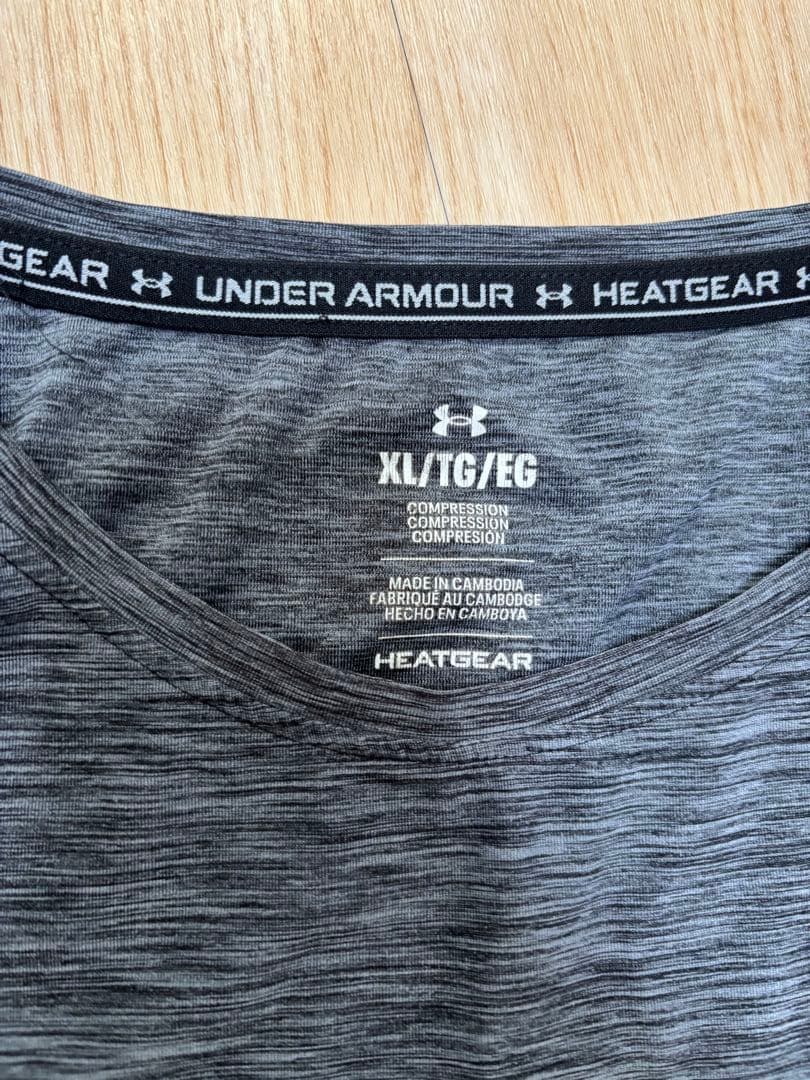 GEAR UNDER ARMOUR HEATGEAR
XL/TG/EG
COMPRESSION
COMPRESSION
COMPRESIÓN
MADE IN CAMBODIA
FABRIQUÉ AU CAMBODGE
HECHO EN CAMBOYA
HEATGEAR